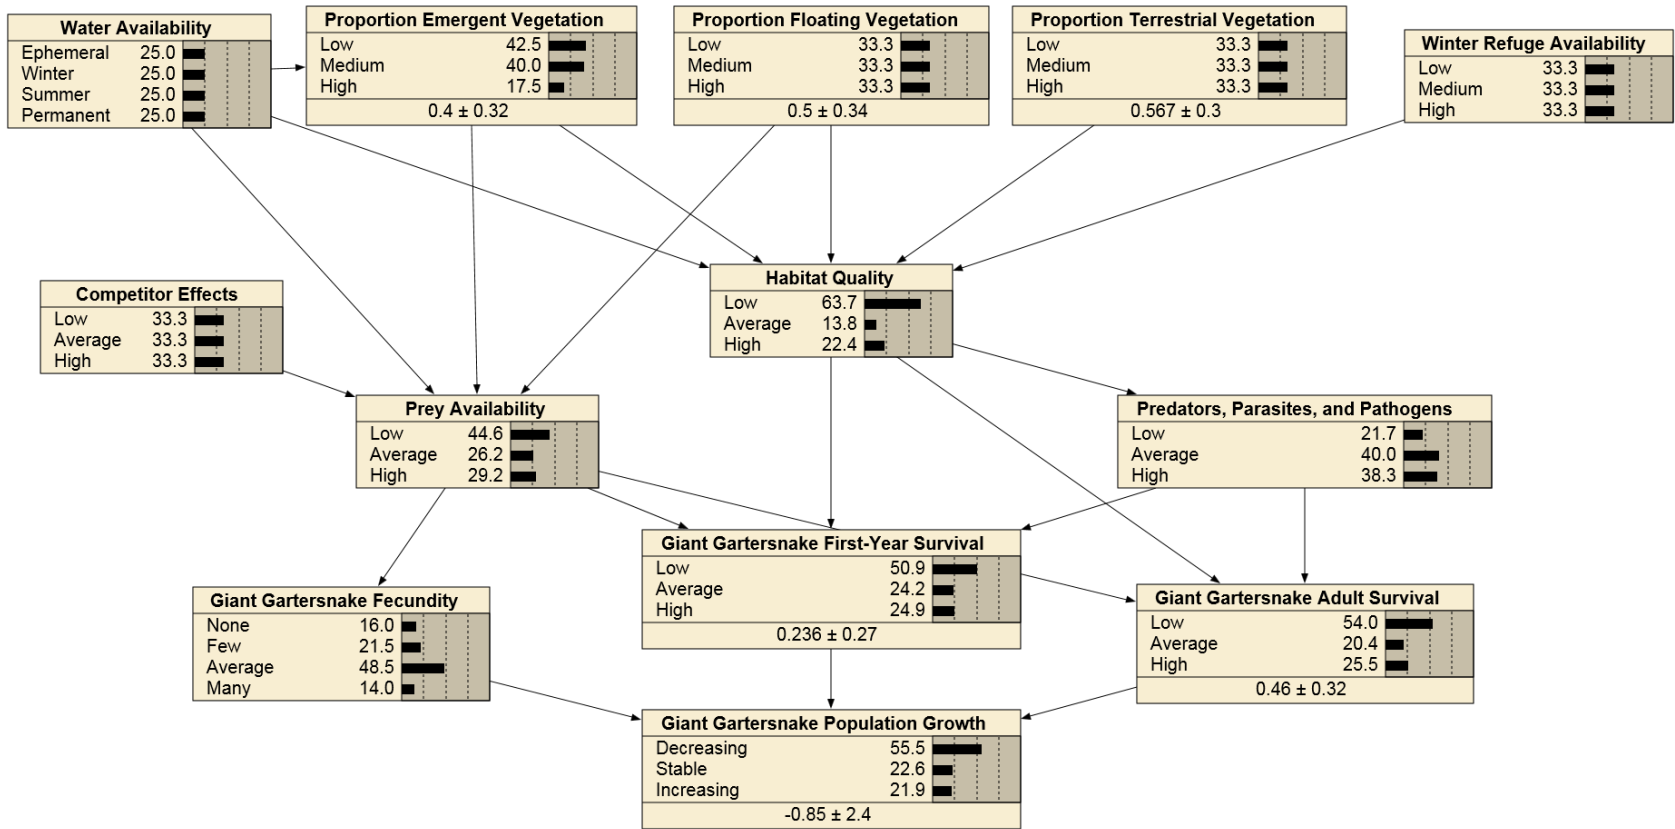 Water Availability
Ephemeral 25.0
Winter 25.0
Summer 25.0
Permanent 25.0
Proportion Emergent Vegetation
Low 42.5
Medium 40.0
High 17.5
0.4 ± 0.32
Proportion Floating Vegetation
Low 33.3
Medium 33.3
High 33.3
0.5 ± 0.34
Proportion Terrestrial Vegetation
Low 33.3
Medium 33.3
High 33.3
0.567 ± 0.3
Winter Refuge Availability
Low 33.3
Medium 33.3
High 33.3
Competitor Effects
Low 33.3
Average 33.3
High 33.3
Habitat Quality
Low 63.7
Average 13.8
High 22.4
Prey Availability
Low 44.6
Average 26.2
High 29.2
Predators, Parasites, and Pathogens
Low 21.7
Average 40.0
High 38.3
Giant Gartersnake First-Year Survival
Low 50.9
Average 24.2
High 24.9
0.236 ± 0.27
Giant Gartersnake Fecundity
None 16.0
Few 21.5
Average 48.5
Many 14.0
Giant Gartersnake Adult Survival
Low 54.0
Average 20.4
High 25.5
0.46 ± 0.32
Giant Gartersnake Population Growth
Decreasing 55.5
Stable 22.6
Increasing 21.9
-0.85 ± 2.4